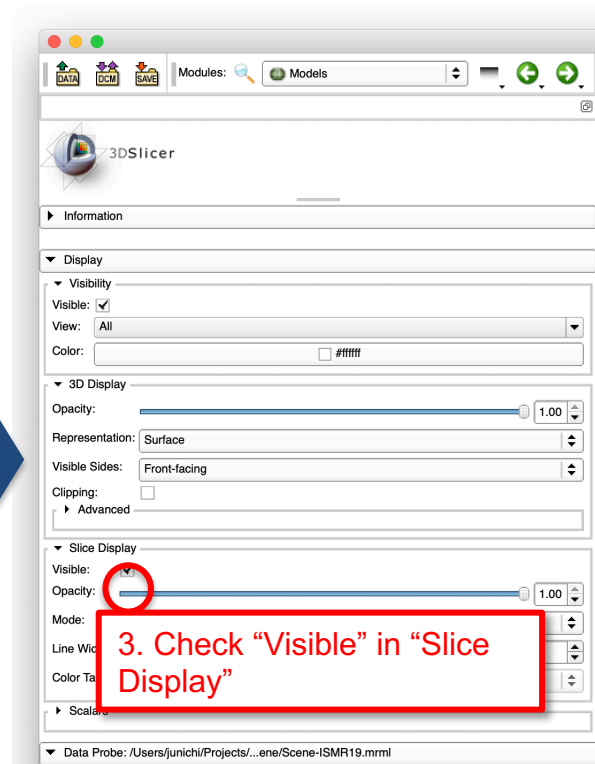 DATA DCM SAVE Modules: Models
3DSlicer
Information
Display
Visibility
Visible:
View: All
Color: #ffffff
3D Display
Opacity: 1.00
Representation: Surface
Visible Sides: Front-facing
Clipping:
Advanced
Slice Display
Visible:
Opacity: 1.00
Mode:
3. Check “Visible” in “Slice
Display”
Line
Color
Data Probe: /Users/junichi/Projects/...ene/Scene-ISMR19.mrml